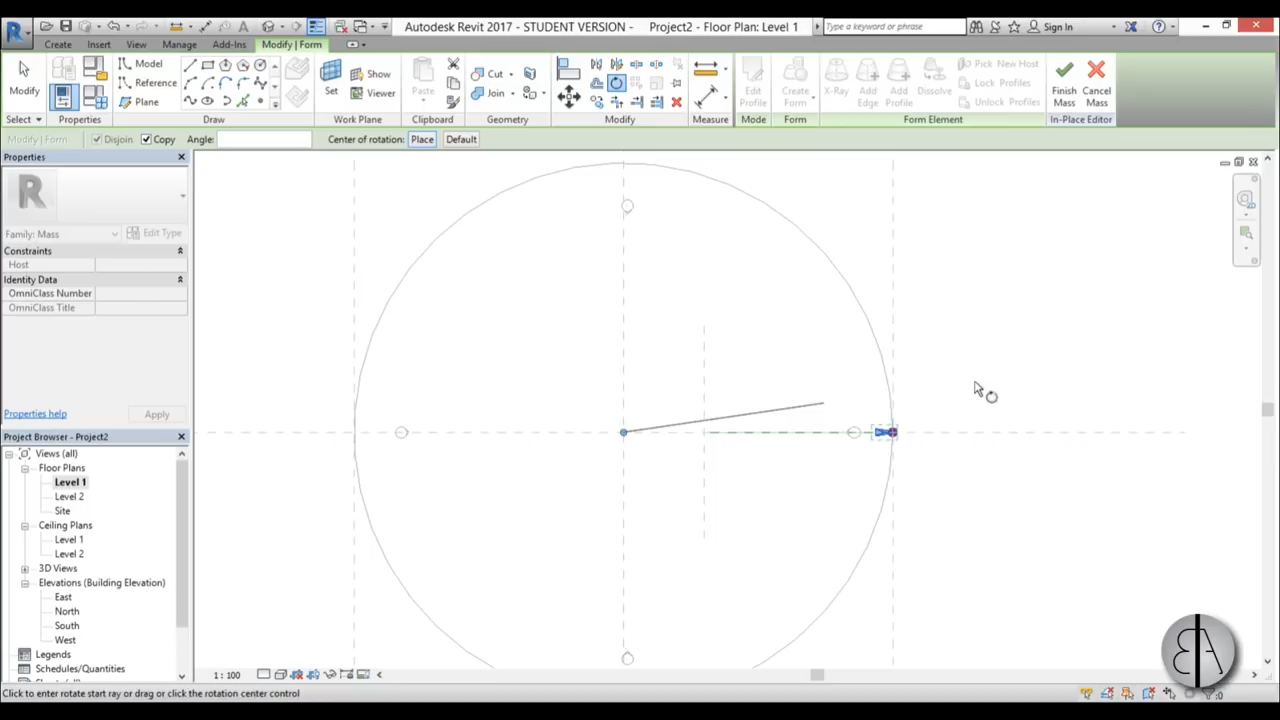 Autodesk Revit 2017 - STUDENT VERSION - Project2 - Floor Plan: Level 1
Type a keyword or phrase
Sign In
Create Insert View Manage Add-Ins Modify | Form
Modify
Model
Reference
Plane
Set
Show
Viewer
Paste
Cut
Join
Edit Profile
Create Form
X-Ray
Add Edge
Add Profile
Dissolve
Pick New Host
Lock Profiles
Unlock Profiles
Finish Mass
Cancel Mass
Select Properties Draw Work Plane Clipboard Geometry Modify Measure Mode Form Form Element In-Place Editor
Modify | Form Disjoin Copy Angle: Center of rotation: Place Default
Properties
R
Family: Mass Edit Type
Constraints
Host
Identity Data
OmniClass Number
OmniClass Title
Properties help Apply
Project Browser - Project2
Views (all)
Floor Plans
Level 1
Level 2
Site
Ceiling Plans
Level 1
Level 2
3D Views
Elevations (Building Elevation)
East
North
South
West
Legends
Schedules/Quantities
1 : 100
Click to enter rotate start ray or drag or click the rotation center control
:0